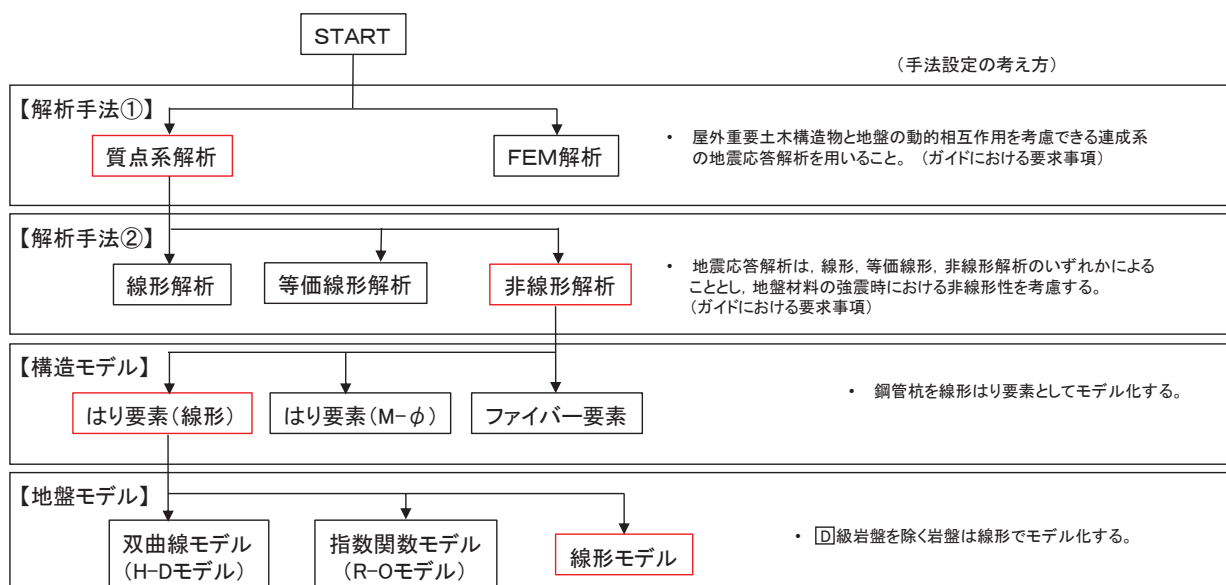 START
（手法設定の考え方）
【解析手法①】
質点系解析
FEM解析
・ 屋外重要土木構造物と地盤の動的相互作用を考慮できる連成系
の地震応答解析を用いること。（ガイドにおける要求事項）
【解析手法②】
線形解析
等価線形解析
非線形解析
・ 地震応答解析は，線形，等価線形，非線形解析のいずれかによる
こととし，地盤材料の強震時における非線形性を考慮する。
（ガイドにおける要求事項）
【構造モデル】
はり要素（線形）
はり要素（M-φ）
ファイバー要素
・ 鋼管杭を線形はり要素としてモデル化する。
【地盤モデル】
双曲線モデル
（H-Dモデル）
指数関数モデル
（R-Oモデル）
線形モデル
・ D級岩盤を除く岩盤は線形でモデル化する。